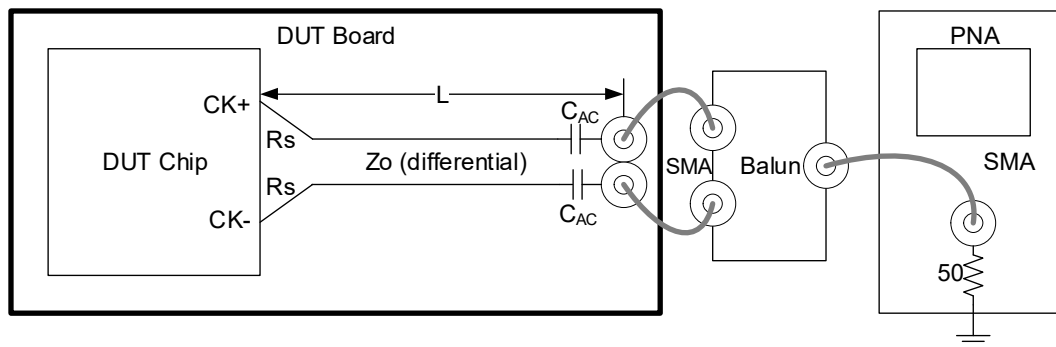 DUT Board
PNA
L
CK+
C_AC
Rs
DUT Chip
Zo (differential)
SMA
Balun
SMA
Rs
CK-
C_AC
50